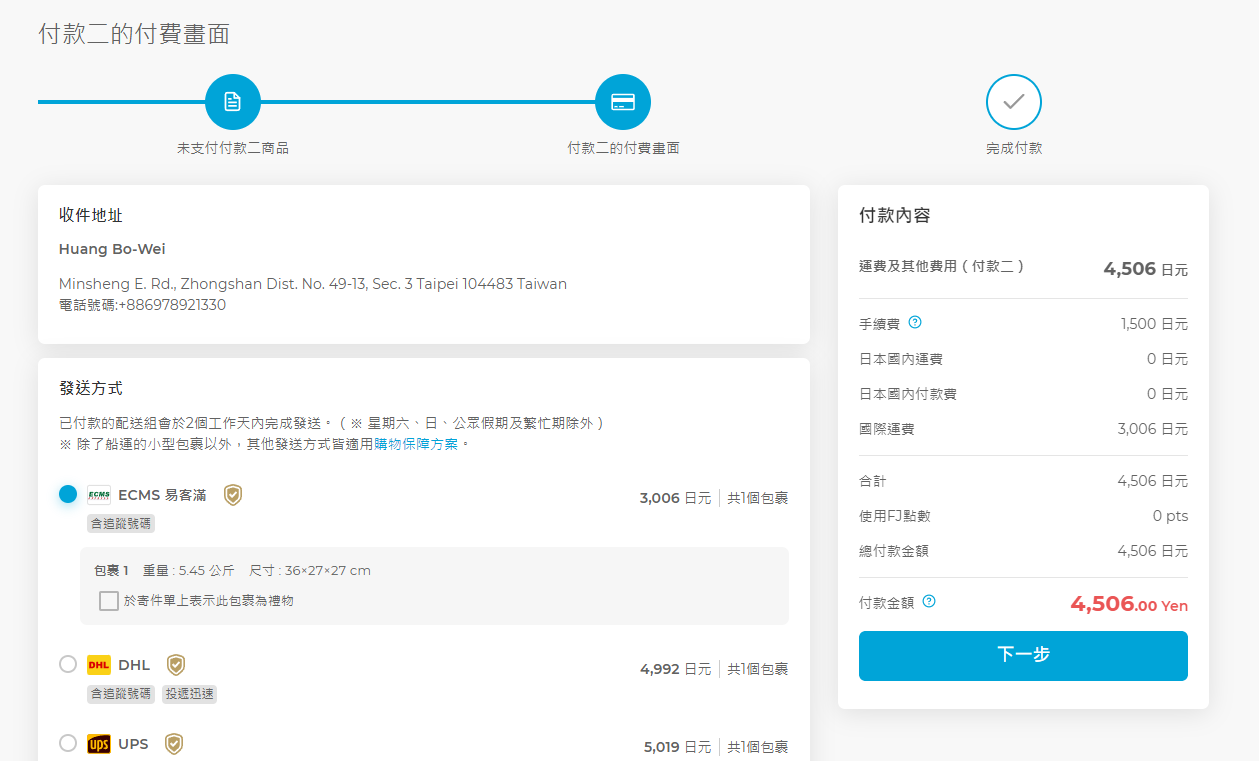 付款二的付費畫面
未支付付款二商品
付款二的付費畫面
完成付款
收件地址
Huang Bo-Wei
Minsheng E. Rd., Zhongshan Dist. No. 49-13, Sec. 3 Taipei 104483 Taiwan
電話號碼:+886978921330
發送方式
已付款的配送組會於2個工作天內完成發送。( ※ 星期六、日、公眾假期及繁忙期除外 )
※ 除了船運的小型包裹以外，其他發送方式皆適用購物保障方案。
ECMS ECMS 易客滿 3,006 日元 共1個包裹
含追蹤號碼
包裹 1 重量 : 5.45 公斤 尺寸 : 36×27×27 cm
於寄件單上表示此包裹為禮物
DHL DHL 4,992 日元 共1個包裹
含追蹤號碼 投遞迅速
ups UPS 5,019 日元 共1個包裹
付款內容
運費及其他費用 ( 付款二 ) 4,506 日元
手續費 ? 1,500 日元
日本國內運費 0 日元
日本國內付款費 0 日元
國際運費 3,006 日元
合計 4,506 日元
使用FJ點數 0 pts
總付款金額 4,506 日元
付款金額 ? 4,506.00 Yen
下一步